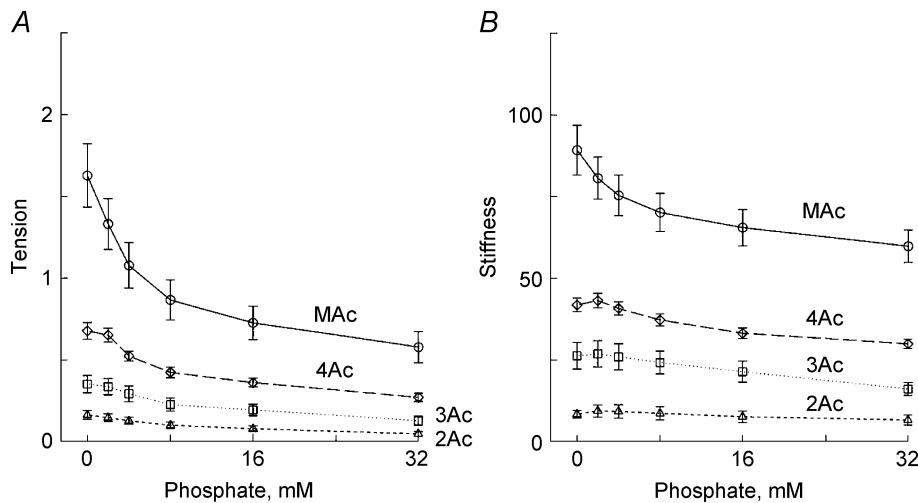 A
B
2
1
0
Tension
MAc
4Ac
3Ac
2Ac
0
16
32
Phosphate, mM
100
50
0
Stiffness
MAc
4Ac
3Ac
2Ac
0
16
32
Phosphate, mM